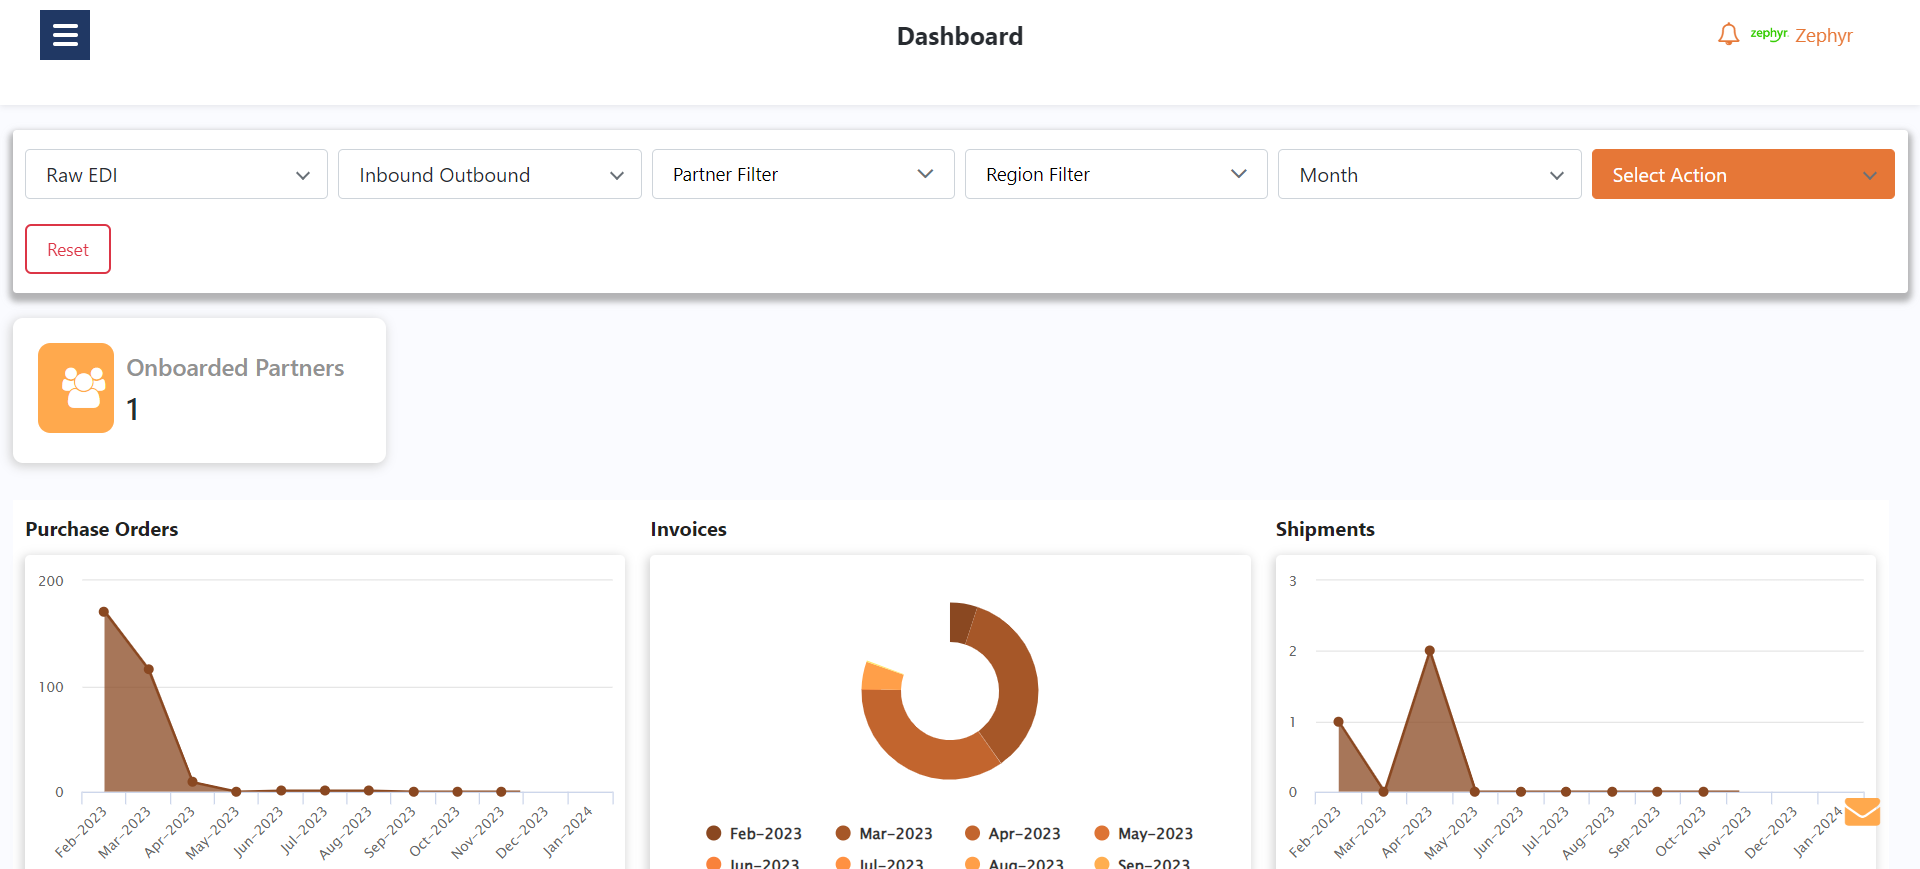 Dashboard
zephyr Zephyr
Raw EDI
Inbound Outbound
Partner Filter
Region Filter
Month
Select Action
Reset
Onboarded Partners
1
Purchase Orders
200
100
0
Feb-2023
Mar-2023
Apr-2023
May-2023
Jun-2023
Jul-2023
Aug-2023
Sep-2023
Oct-2023
Nov-2023
Dec-2023
Jan-2024
Invoices
Feb-2023 Mar-2023 Apr-2023 May-2023
Jun-2023 Jul-2023 Aug-2023 Sep-2023
Shipments
3
2
1
0
Feb-2023
Mar-2023
Apr-2023
May-2023
Jun-2023
Jul-2023
Aug-2023
Sep-2023
Oct-2023
Nov-2023
Dec-2023
Jan-2024